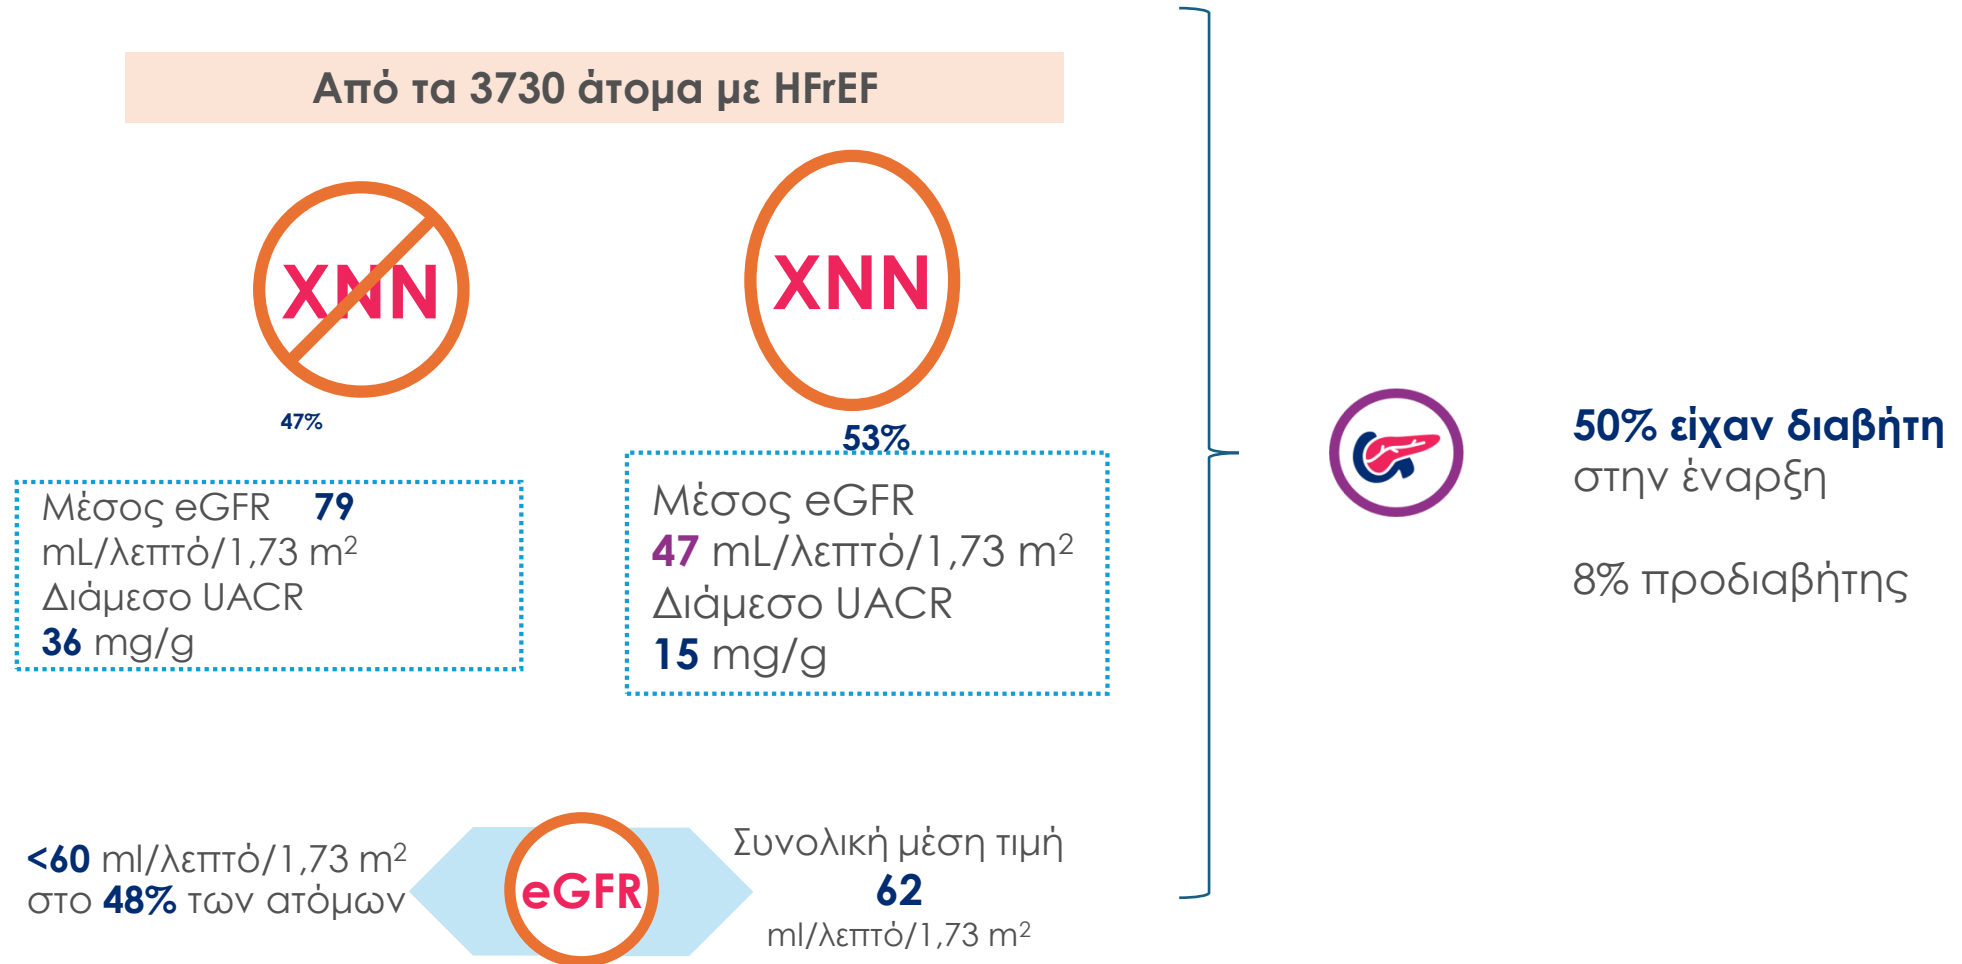 Από τα 3730 άτομα με HFrEF
ΧΝΝ
47%
Μέσος eGFR 79
mL/λεπτό/1,73 m²
Διάμεσο UACR
36 mg/g
ΧΝΝ
53%
Μέσος eGFR
47 mL/λεπτό/1,73 m²
Διάμεσο UACR
15 mg/g
<60 ml/λεπτό/1,73 m²
στο 48% των ατόμων
eGFR
Συνολική μέση τιμή
62
ml/λεπτό/1,73 m²
50% είχαν διαβήτη
στην έναρξη
8% προδιαβήτης